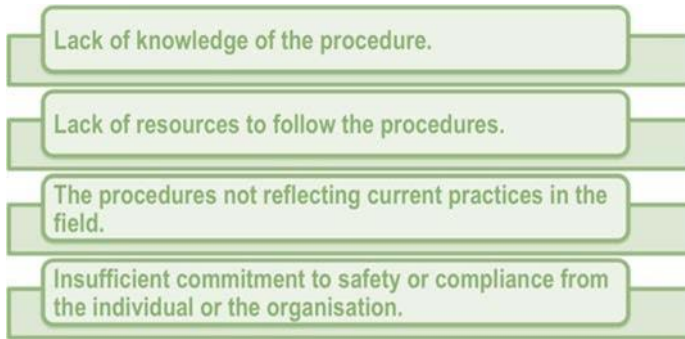 Lack of knowledge of the procedure.
Lack of resources to follow the procedures.
The procedures not reflecting current practices in the
field.
Insufficient commitment to safety or compliance from
the individual or the organisation.